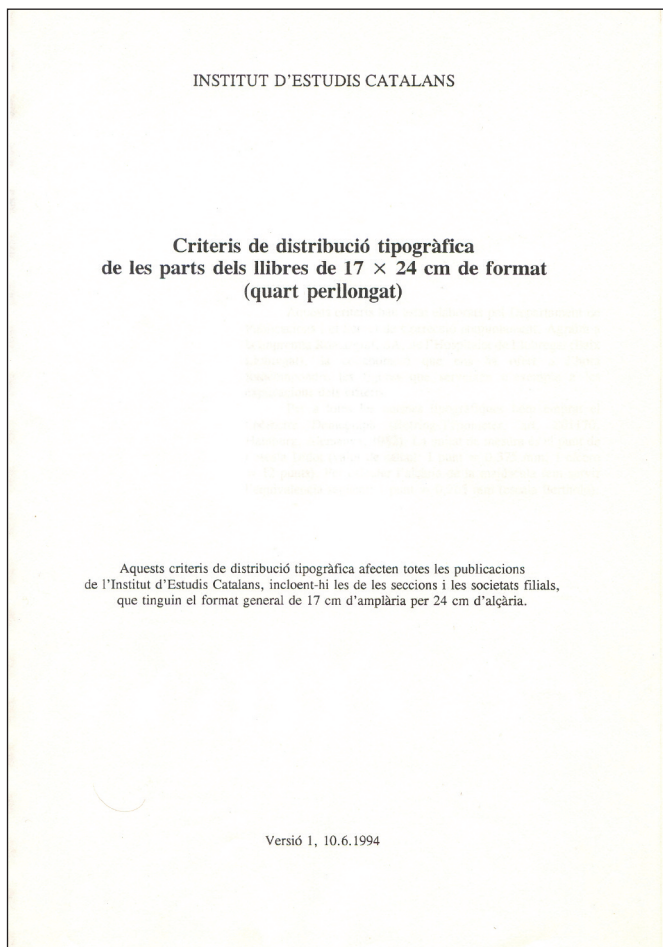 INSTITUT D'ESTUDIS CATALANS
Criteris de distribució tipogràfica
de les parts dels llibres de 17 × 24 cm de format
(quart perllongat)
Aquests criteris de distribució tipogràfica afecten totes les publicacions
de l'Institut d'Estudis Catalans, incloent-hi les de les seccions i les societats filials,
que tinguin el format general de 17 cm d'amplària per 24 cm d'alçària.
Versió 1, 10.6.1994